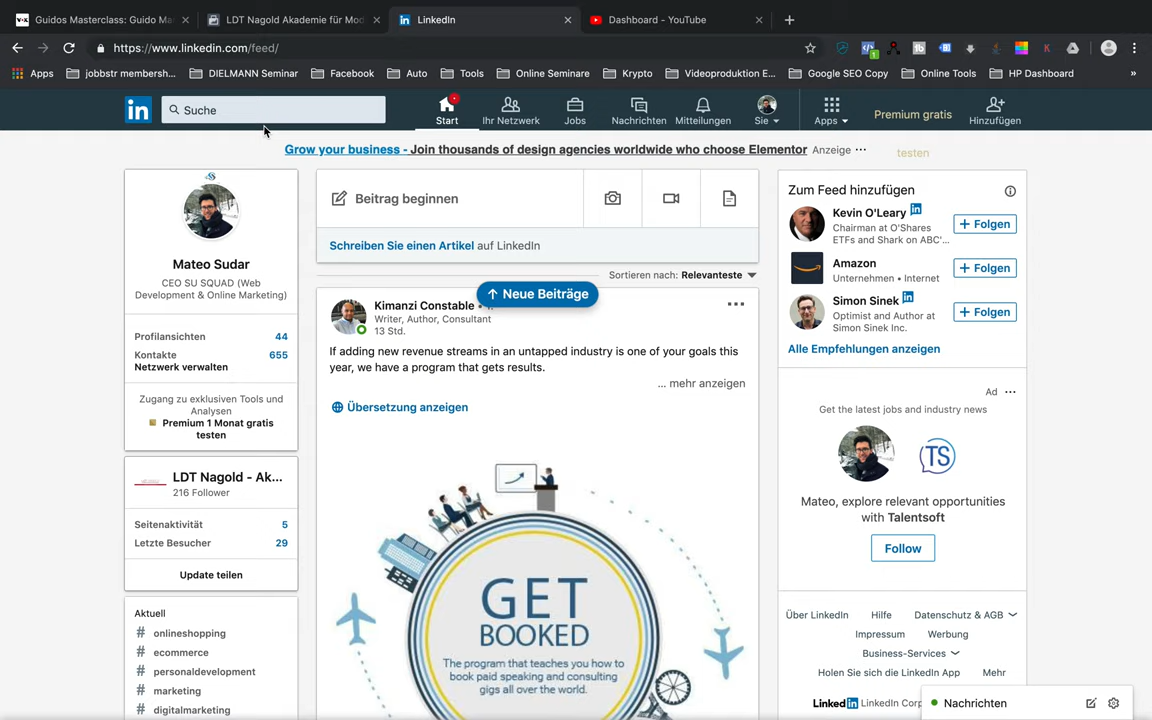 Guidos Masterclass: Guido Ma
LDT Nagold Akademie für Mod
LinkedIn
Dashboard - YouTube
https://www.linkedin.com/feed/
Apps
jobbstr membersh...
DIELMANN Seminar
Facebook
Auto
Tools
Online Seminare
Krypto
Videoproduktion E...
Google SEO Copy
Online Tools
HP Dashboard
»
in
Suche
Start
Ihr Netzwerk
Jobs
Nachrichten
Mitteilungen
Sie
Apps
Premium gratis
testen
Hinzufügen
Grow your business - Join thousands of design agencies worldwide who choose Elementor Anzeige ···
Mateo Sudar
CEO SU SQUAD (Web
Development & Online Marketing)
Profilansichten 44
Kontakte 655
Netzwerk verwalten
Zugang zu exklusiven Tools und
Analysen
Premium 1 Monat gratis
testen
LDT Nagold - Ak...
216 Follower
Seitenaktivität 5
Letzte Besucher 29
Update teilen
Aktuell
# onlineshopping
# ecommerce
# personaldevelopment
# marketing
# digitalmarketing
Beitrag beginnen
Schreiben Sie einen Artikel auf LinkedIn
Sortieren nach: Relevanteste
↑ Neue Beiträge
Kimanzi Constable •
Writer, Author, Consultant
13 Std.
If adding new revenue streams in an untapped industry is one of your goals this
year, we have a program that gets results.
... mehr anzeigen
Übersetzung anzeigen
GET
BOOKED
The program that teaches you how to
book paid speaking and consulting
gigs all over the world.
Zum Feed hinzufügen
Kevin O'Leary in
Chairman at O'Shares
ETFs and Shark on ABC'...
+ Folgen
Amazon
Unternehmen • Internet
+ Folgen
Simon Sinek in
Optimist and Author at
Simon Sinek Inc.
+ Folgen
Alle Empfehlungen anzeigen
Ad ···
Get the latest jobs and industry news
TS
Mateo, explore relevant opportunities
with Talentsoft
Follow
Über LinkedIn Hilfe Datenschutz & AGB
Impressum Werbung
Business-Services
Holen Sie sich die LinkedIn App Mehr
Linked in LinkedIn Corp
Nachrichten